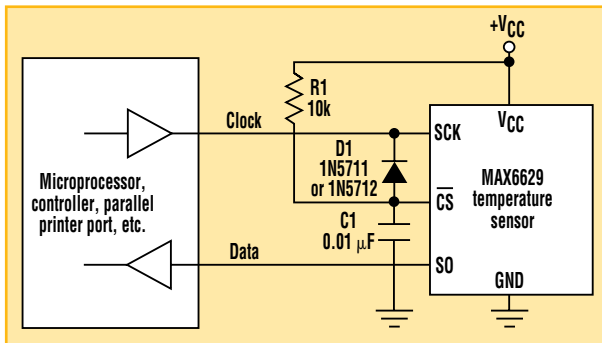 +VCC
R1
10k
Clock
SCK
VCC
D1
1N5711
or 1N5712
Microprocessor,
controller, parallel
printer port, etc.
MAX6629
temperature
sensor
CS
C1
0.01 µF
Data
SO
GND